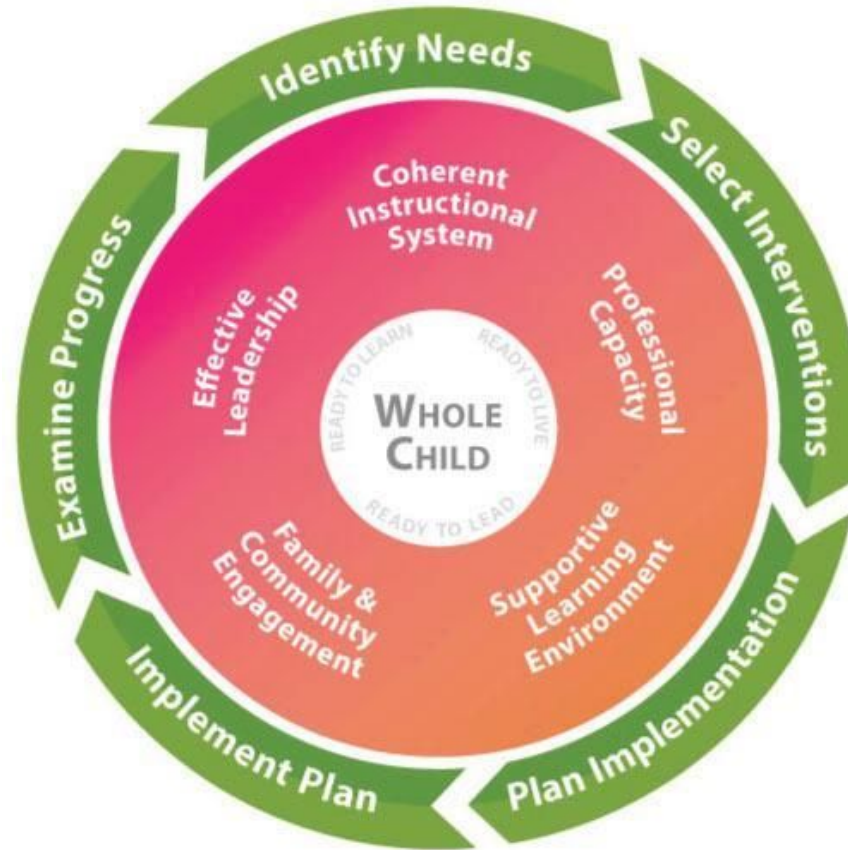 Identify Needs
Select Interventions
Plan Implementation
Implement Plan
Examine Progress
Coherent
Instructional
System
Professional
Capacity
Supportive
Learning
Environment
Family &
Community
Engagement
Effective
Leadership
READY TO LEARN
READY TO LIVE
READY TO LEAD
WHOLE
CHILD